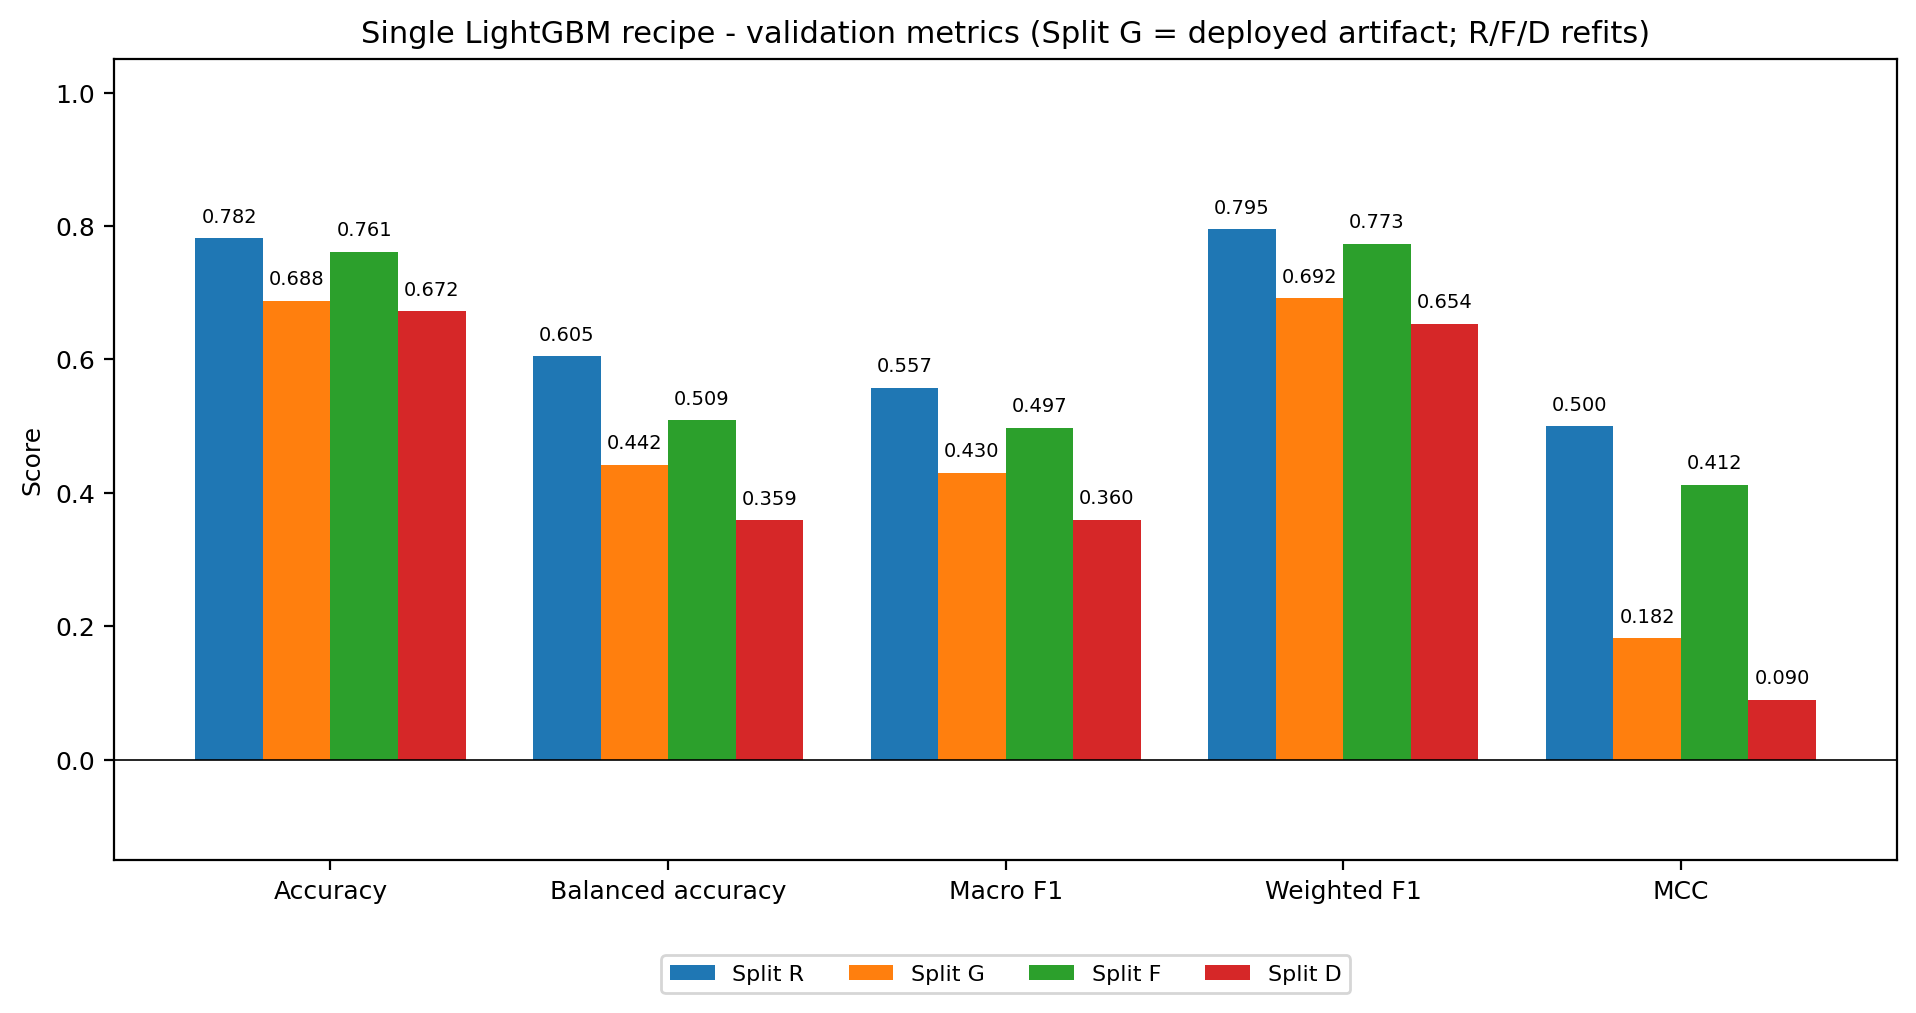 Single LightGBM recipe - validation metrics (Split G = deployed artifact; R/F/D refits)
Score
1.0
0.8
0.6
0.4
0.2
0.0
0.782
0.688
0.761
0.672
0.605
0.442
0.509
0.359
0.557
0.430
0.497
0.360
0.795
0.692
0.773
0.654
0.500
0.182
0.412
0.090
Accuracy
Balanced accuracy
Macro F1
Weighted F1
MCC
Split R
Split G
Split F
Split D